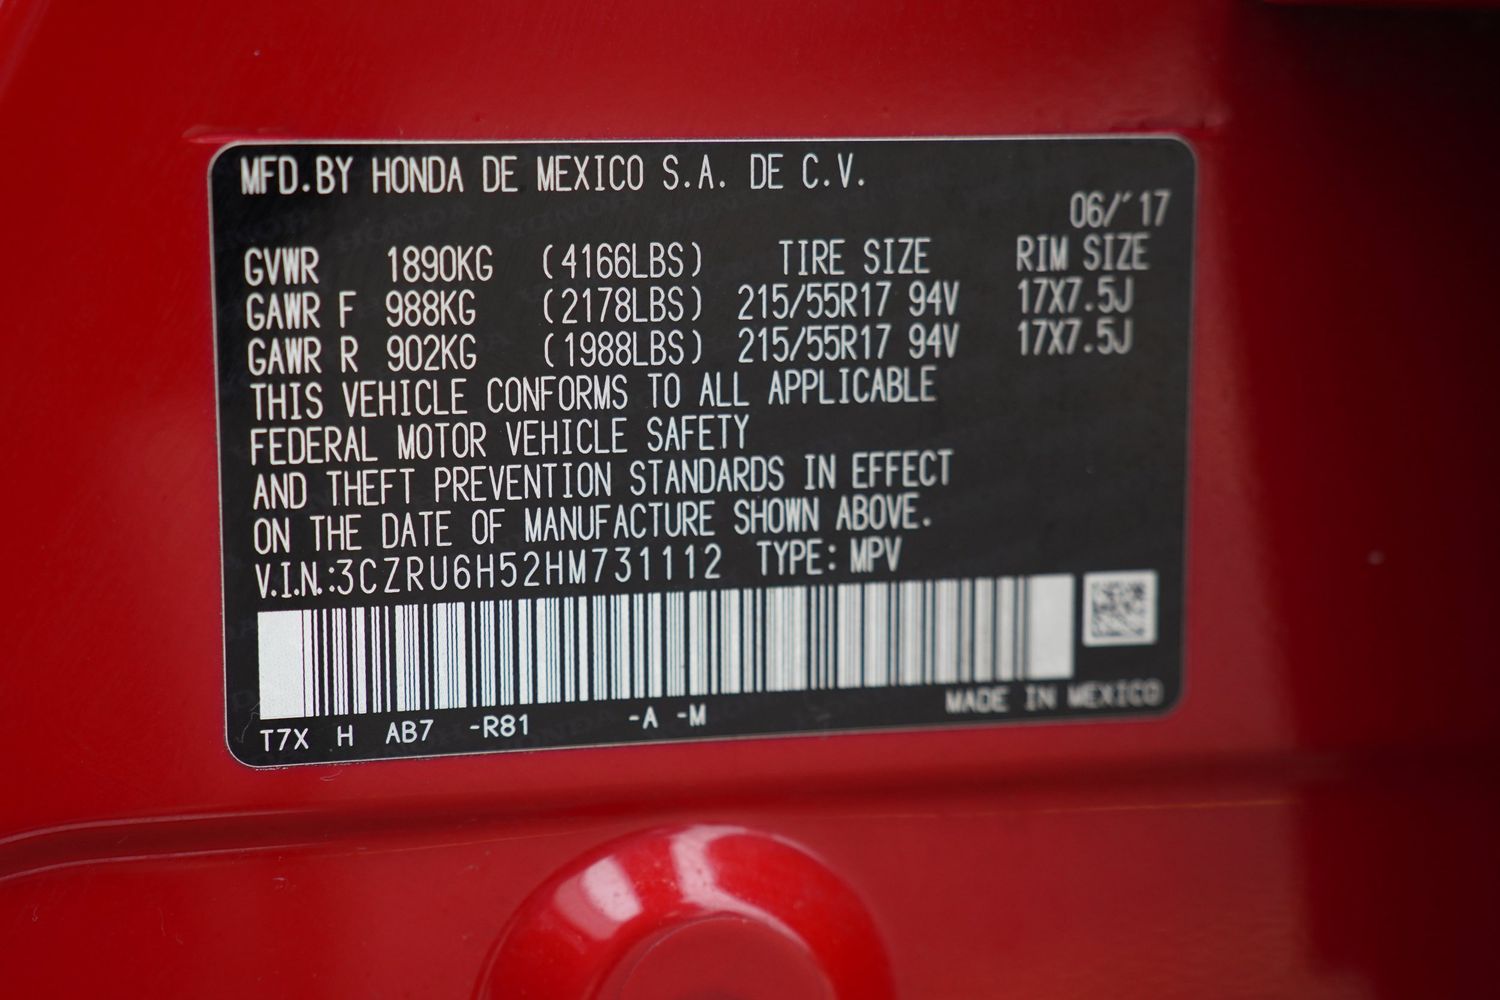 MFD.BY HONDA DE MEXICO S.A. DE C.V.
06/'17
GVWR 1890KG (4166LBS) TIRE SIZE RIM SIZE
GAWR F 988KG (2178LBS) 215/55R17 94V 17X7.5J
GAWR R 902KG (1988LBS) 215/55R17 94V 17X7.5J
THIS VEHICLE CONFORMS TO ALL APPLICABLE
FEDERAL MOTOR VEHICLE SAFETY
AND THEFT PREVENTION STANDARDS IN EFFECT
ON THE DATE OF MANUFACTURE SHOWN ABOVE.
V.I.N.:3CZRU6H52HM731112 TYPE: MPV
MADE IN MEXICO
T7X H AB7 -R81 -A -M